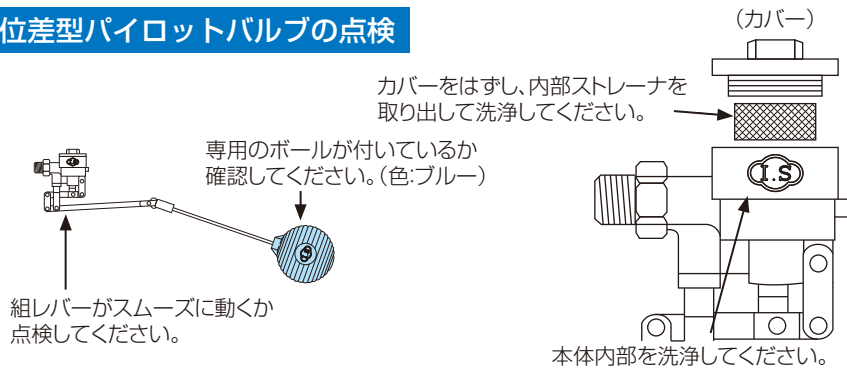 位差型パイロットバルブの点検
(カバー)
カバーをはずし、内部ストレーナを
取り出して洗浄してください。
専用のボールが付いているか
確認してください。(色:ブルー)
I.S
組レバーがスムーズに動くか
点検してください。
本体内部を洗浄してください。